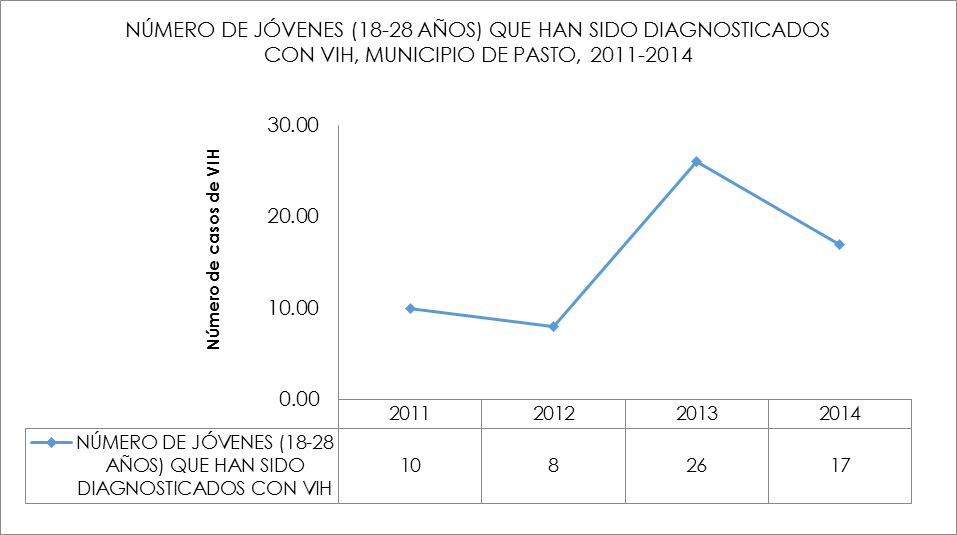 NÚMERO DE JÓVENES (18-28 AÑOS) QUE HAN SIDO DIAGNOSTICADOS
CON VIH, MUNICIPIO DE PASTO, 2011-2014
Número de casos de VIH
30.00
20.00
10.00
0.00
2011 2012 2013 2014
NÚMERO DE JÓVENES (18-28
AÑOS) QUE HAN SIDO
DIAGNOSTICADOS CON VIH
10 8 26 17